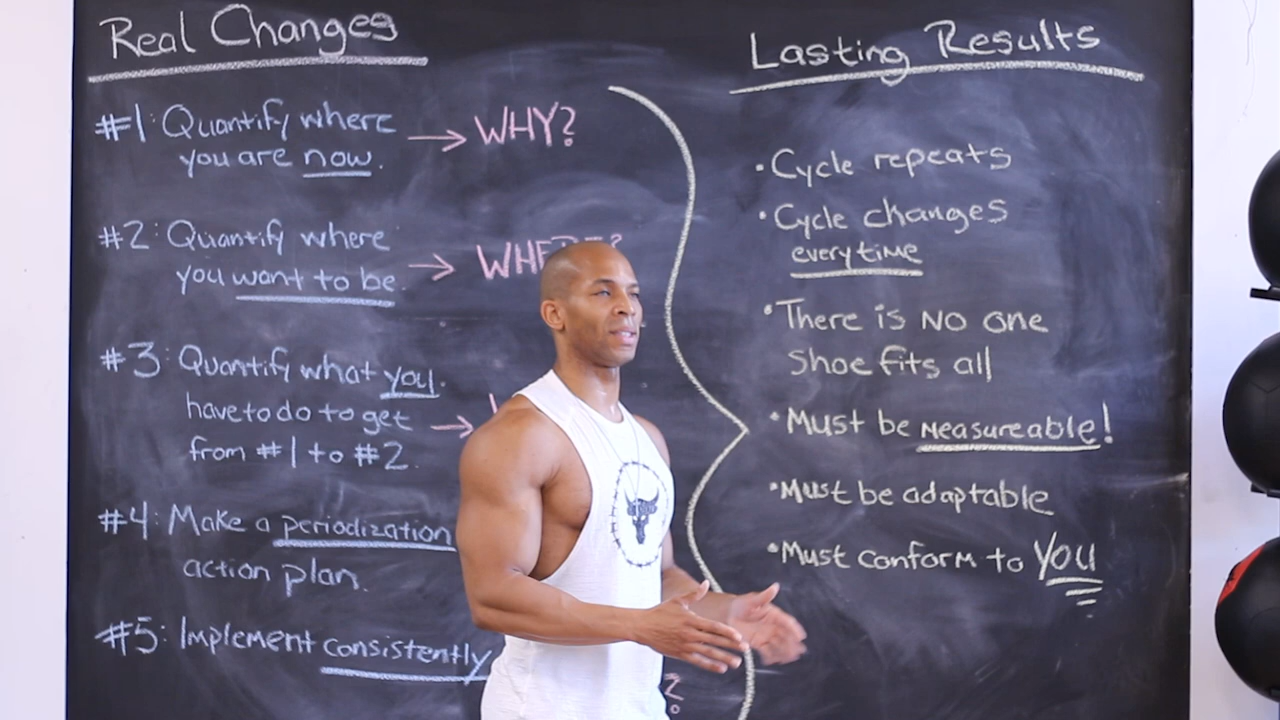 Real Changes
#1: Quantify where
you are now.
→ WHY?
#2: Quantify where
you want to be.
→
#3: Quantify what you
have to do to get
from #1 to #2.
→
#4: Make a periodization
action plan.
#5: Implement consistently
?
Lasting Results
• Cycle repeats
• Cycle changes
every time
• There is NO one
shoe fits all
• Must be Measureable!
• Must be adaptable
• Must conform to YOU